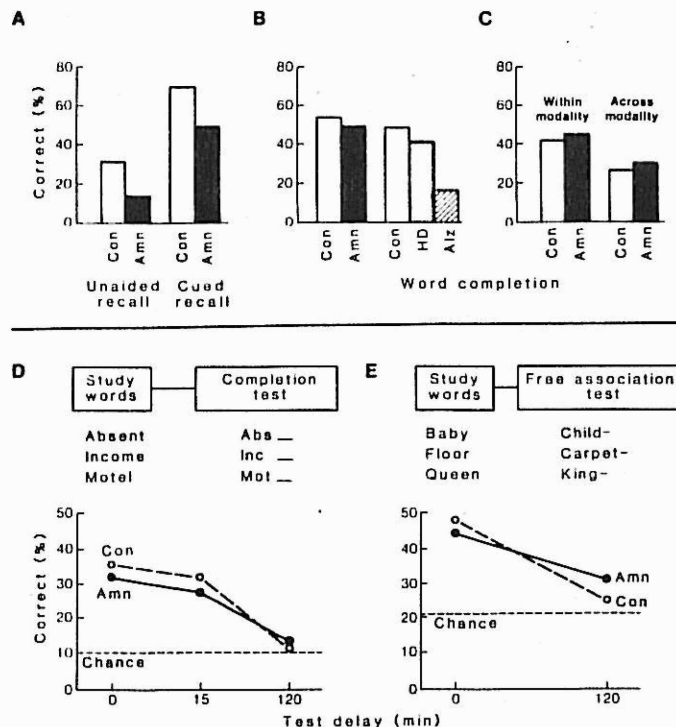 A
B
C
80
60
40
20
0
Correct (%)
Con
Amn
Con
Amn
Unaided recall
Cued recall
80
60
40
20
0
Con
Amn
Con
HD
Alz
80
60
40
20
0
Within modality
Across modality
Con
Amn
Con
Amn
Word completion
D
Study words
Completion test
Absent Abs __
Income Inc __
Motel Mot __
50
40
30
20
10
0
Correct (%)
Con
Amn
Chance
0 15 120
E
Study words
Free association test
Baby Child-
Floor Carpet-
Queen King-
50
40
30
20
10
0
Amn
Con
Chance
0 120
Test delay (min)